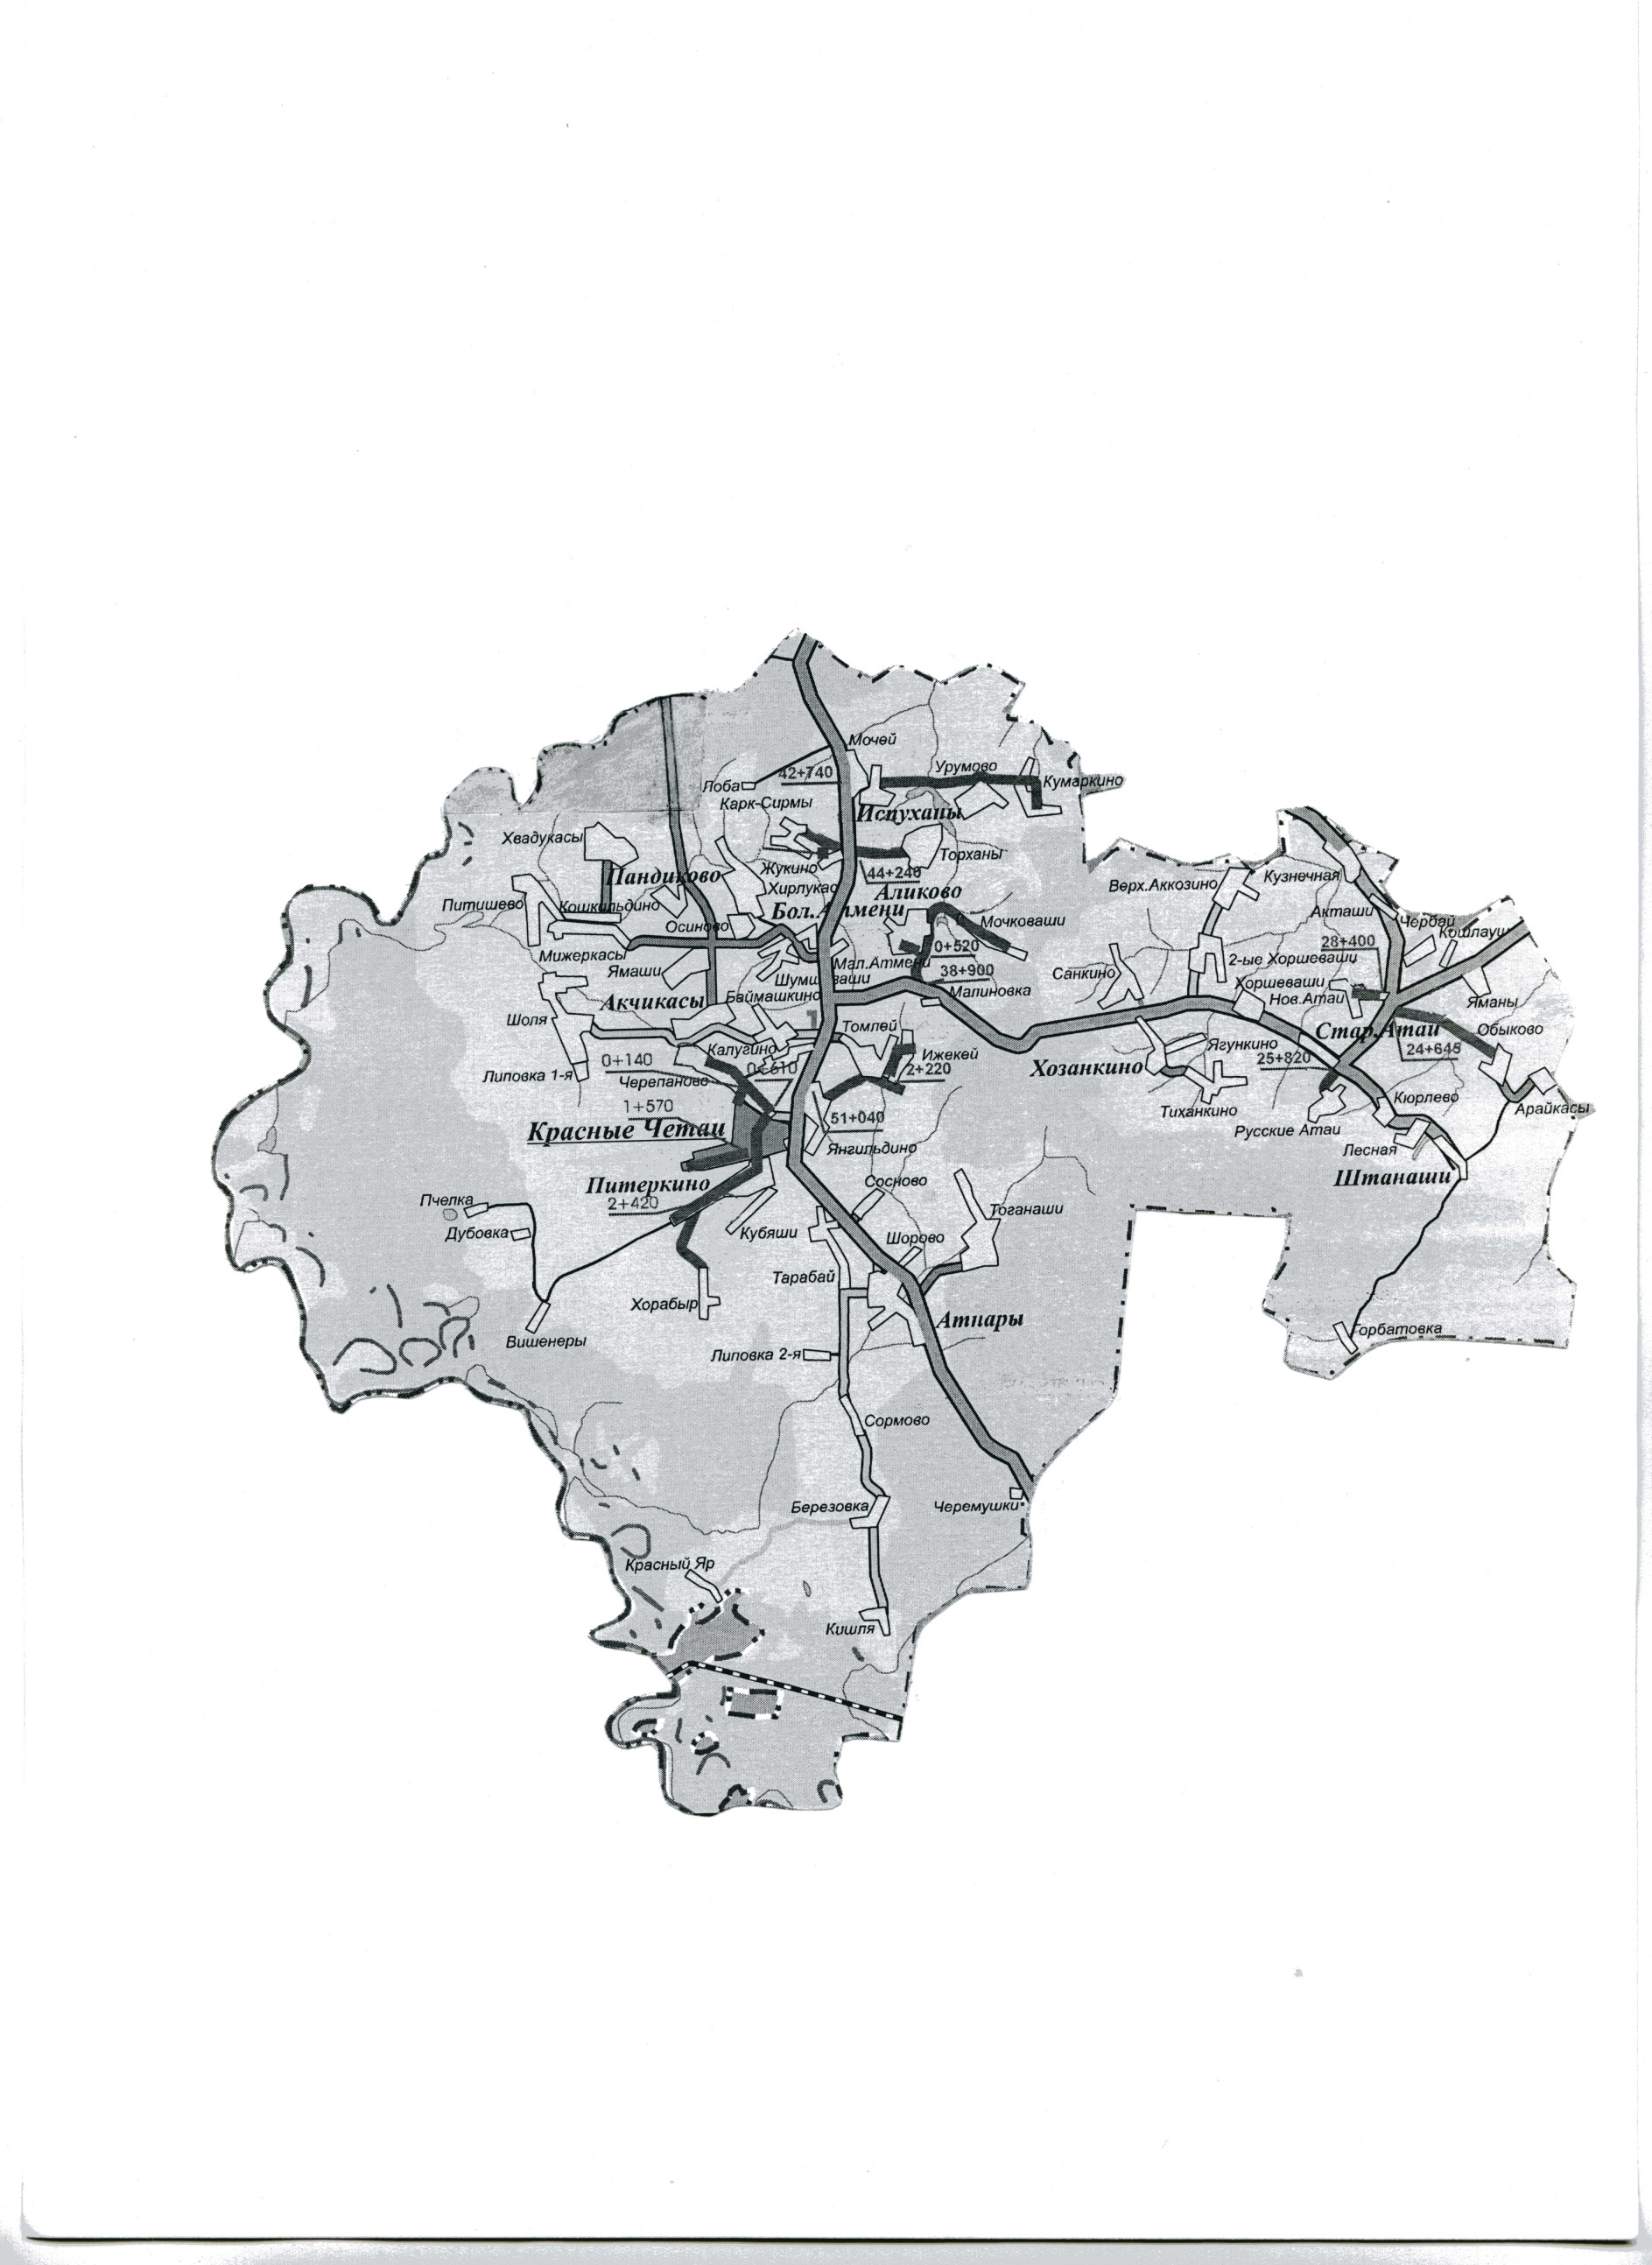 Мочей
42+740
Урумово
Кумаркино
Лоба
Карк-Сирмы
Испуханы
Хвадукасы
Торханы
Жукино
44+240
Пандиково
Хирлукасы
Аликово
Верх.Аккозино
Кузнечная
Питишево
Кошкильдино
Бол.Атмени
Мочковаши
Акташи
Чербай
Осиново
Кошлауши
0+520
28+400
Мижеркасы
Мал.Атмени
38+900
2-ые Хоршеваши
Ямаши
Шумшеваши
Санкино
Хоршеваши
Акчикасы
Баймашкино
Малиновка
Нов.Атаи
Яманы
Шоля
Томлей
Стар.Атаи
Обыково
Калугино
Ижекей
Ягункино
24+645
0+140
0+610
2+220
Хозанкино
25+820
Липовка 1-я
Черепаново
1+570
51+040
Тиханкино
Кюрлево
Арайкасы
Красные Четаи
Русские Атаи
Янгильдино
Лесная
Питеркино
Сосново
Штанаши
Пчелка
2+420
Тоганаши
Дубовка
Кубяши
Шорово
Тарабай
Хорабыр
Атнары
Вишенеры
Горбатовка
Липовка 2-я
Сормово
Березовка
Черемушки
Красный Яр
Кишля